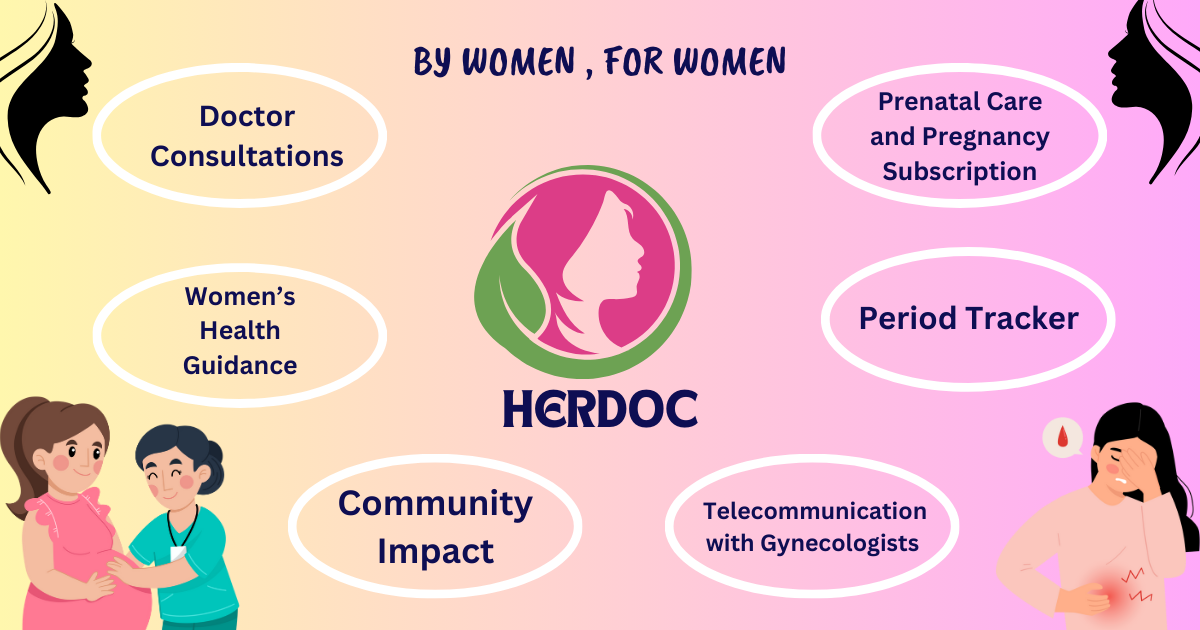 BY WOMEN , FOR WOMEN
Doctor
Consultations
Prenatal Care
and Pregnancy
Subscription
Women’s
Health
Guidance
Period Tracker
HERDOC
Community
Impact
Telecommunication
with Gynecologists